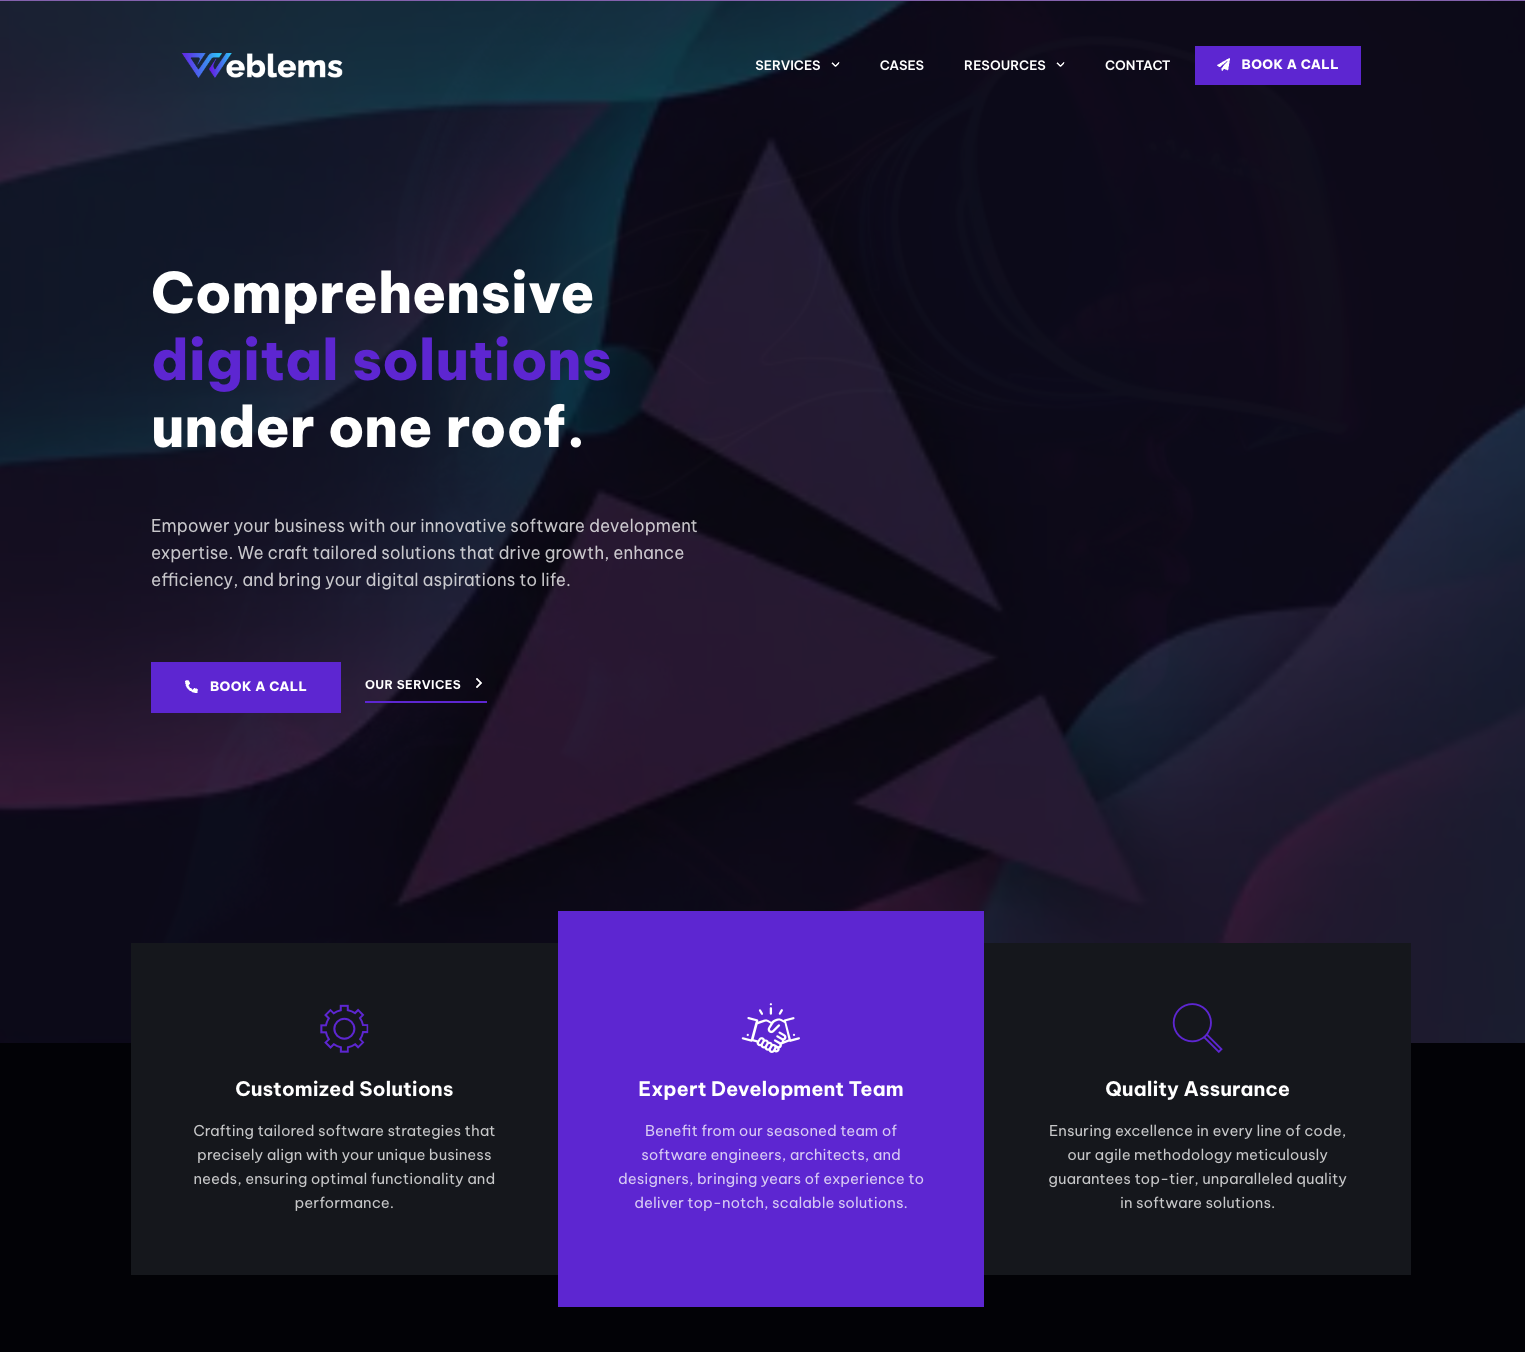 Weblems
SERVICES
CASES
RESOURCES
CONTACT
BOOK A CALL
Comprehensive
digital solutions
under one roof.
Empower your business with our innovative software development
expertise. We craft tailored solutions that drive growth, enhance
efficiency, and bring your digital aspirations to life.
BOOK A CALL
OUR SERVICES
Customized Solutions
Crafting tailored software strategies that
precisely align with your unique business
needs, ensuring optimal functionality and
performance.
Expert Development Team
Benefit from our seasoned team of
software engineers, architects, and
designers, bringing years of experience to
deliver top-notch, scalable solutions.
Quality Assurance
Ensuring excellence in every line of code,
our agile methodology meticulously
guarantees top-tier, unparalleled quality
in software solutions.